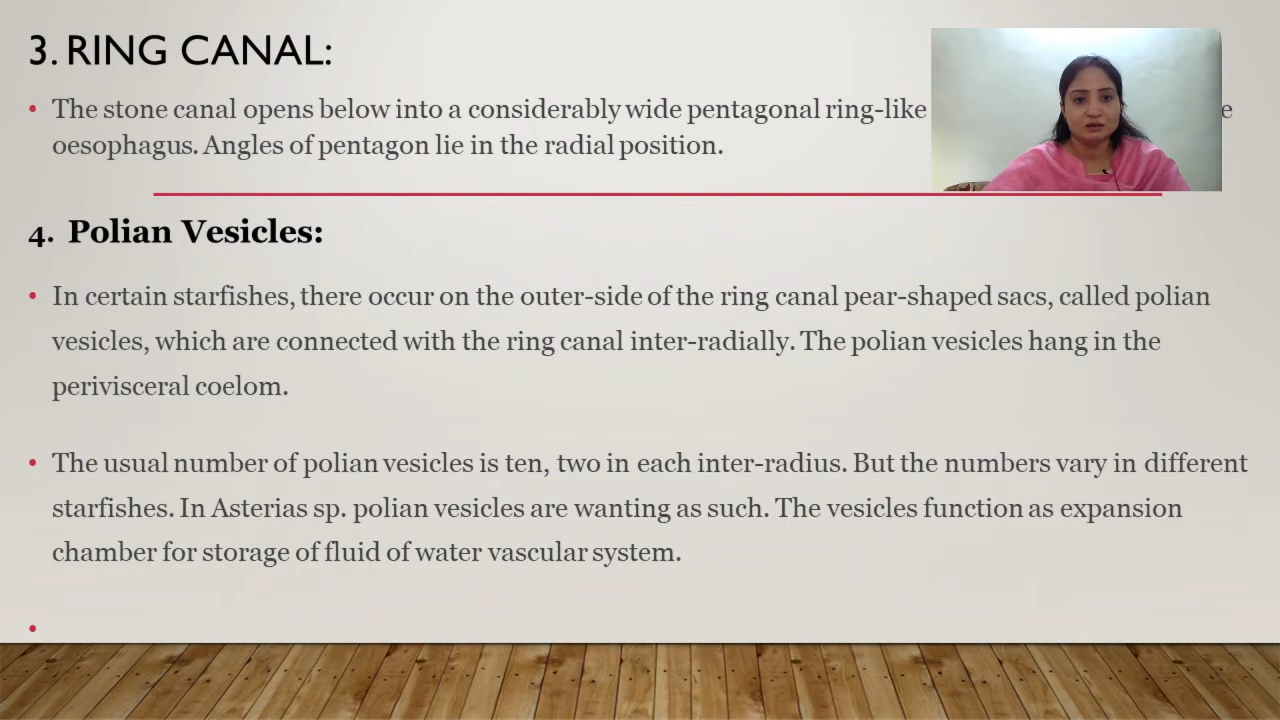 3. RING CANAL:
• The stone canal opens below into a considerably wide pentagonal ring-like
oesophagus. Angles of pentagon lie in the radial position.
4. Polian Vesicles:
• In certain starfishes, there occur on the outer-side of the ring canal pear-shaped sacs, called polian
vesicles, which are connected with the ring canal inter-radially. The polian vesicles hang in the
perivisceral coelom.
• The usual number of polian vesicles is ten, two in each inter-radius. But the numbers vary in different
starfishes. In Asterias sp. polian vesicles are wanting as such. The vesicles function as expansion
chamber for storage of fluid of water vascular system.
•